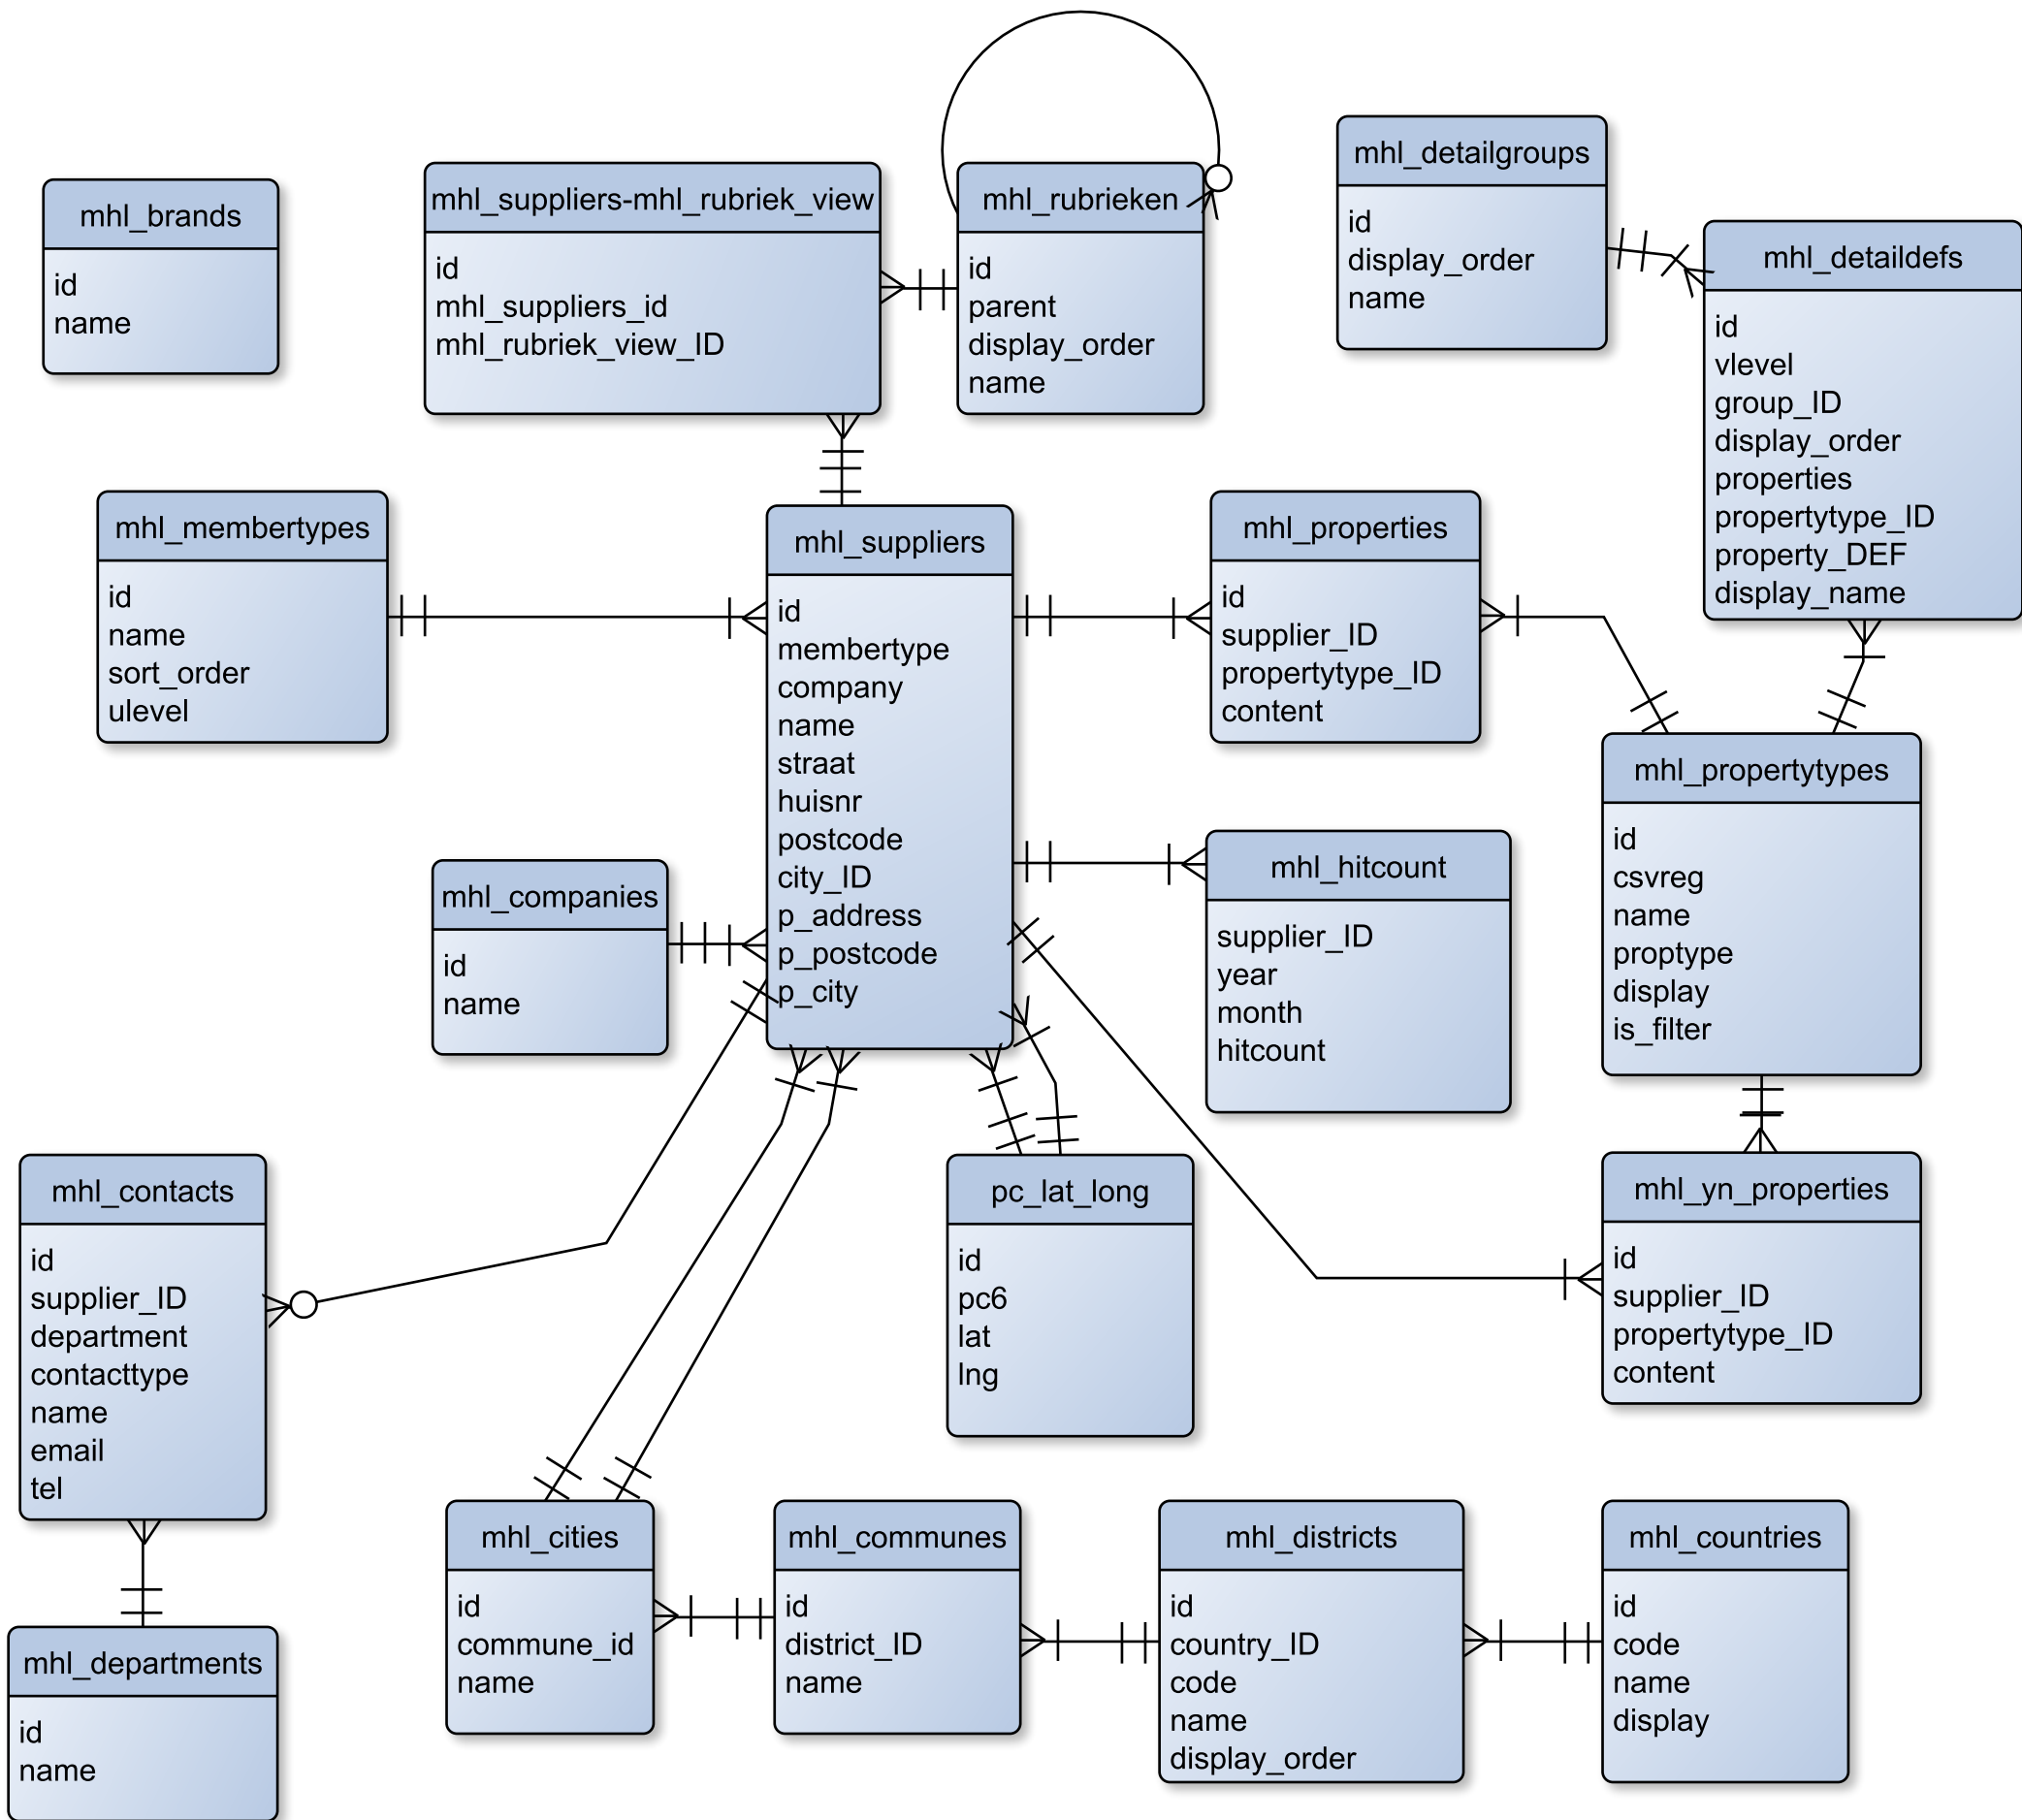 mhl_brands
id
name
mhl_suppliers-mhl_rubriek_view
id
mhl_suppliers_id
mhl_rubriek_view_ID
mhl_rubrieken
id
parent
display_order
name
mhl_detailgroups
id
display_order
name
mhl_detaildefs
id
vlevel
group_ID
display_order
properties
propertytype_ID
property_DEF
display_name
mhl_membertypes
id
name
sort_order
ulevel
mhl_suppliers
id
membertype
company
name
straat
huisnr
postcode
city_ID
p_address
p_postcode
p_city
mhl_properties
id
supplier_ID
propertytype_ID
content
mhl_propertytypes
id
csvreg
name
proptype
display
is_filter
mhl_companies
id
name
mhl_hitcount
supplier_ID
year
month
hitcount
mhl_contacts
id
supplier_ID
department
contacttype
name
email
tel
pc_lat_long
id
pc6
lat
lng
mhl_yn_properties
id
supplier_ID
propertytype_ID
content
mhl_departments
id
name
mhl_cities
id
commune_id
name
mhl_communes
id
district_ID
name
mhl_districts
id
country_ID
code
name
display_order
mhl_countries
id
code
name
display